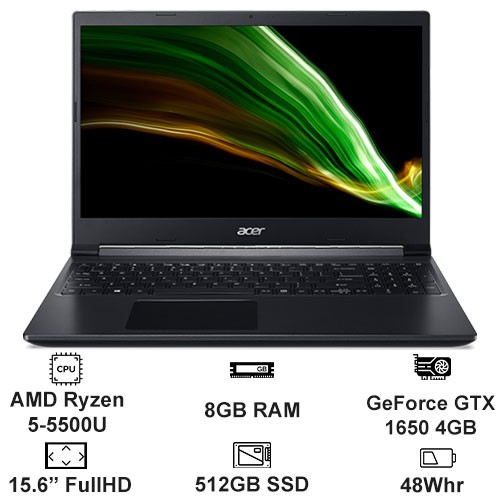 acer
CPU
GB
AMD Ryzen
5-5500U
8GB RAM
GeForce GTX
1650 4GB
15.6” FullHD
512GB SSD
48Whr